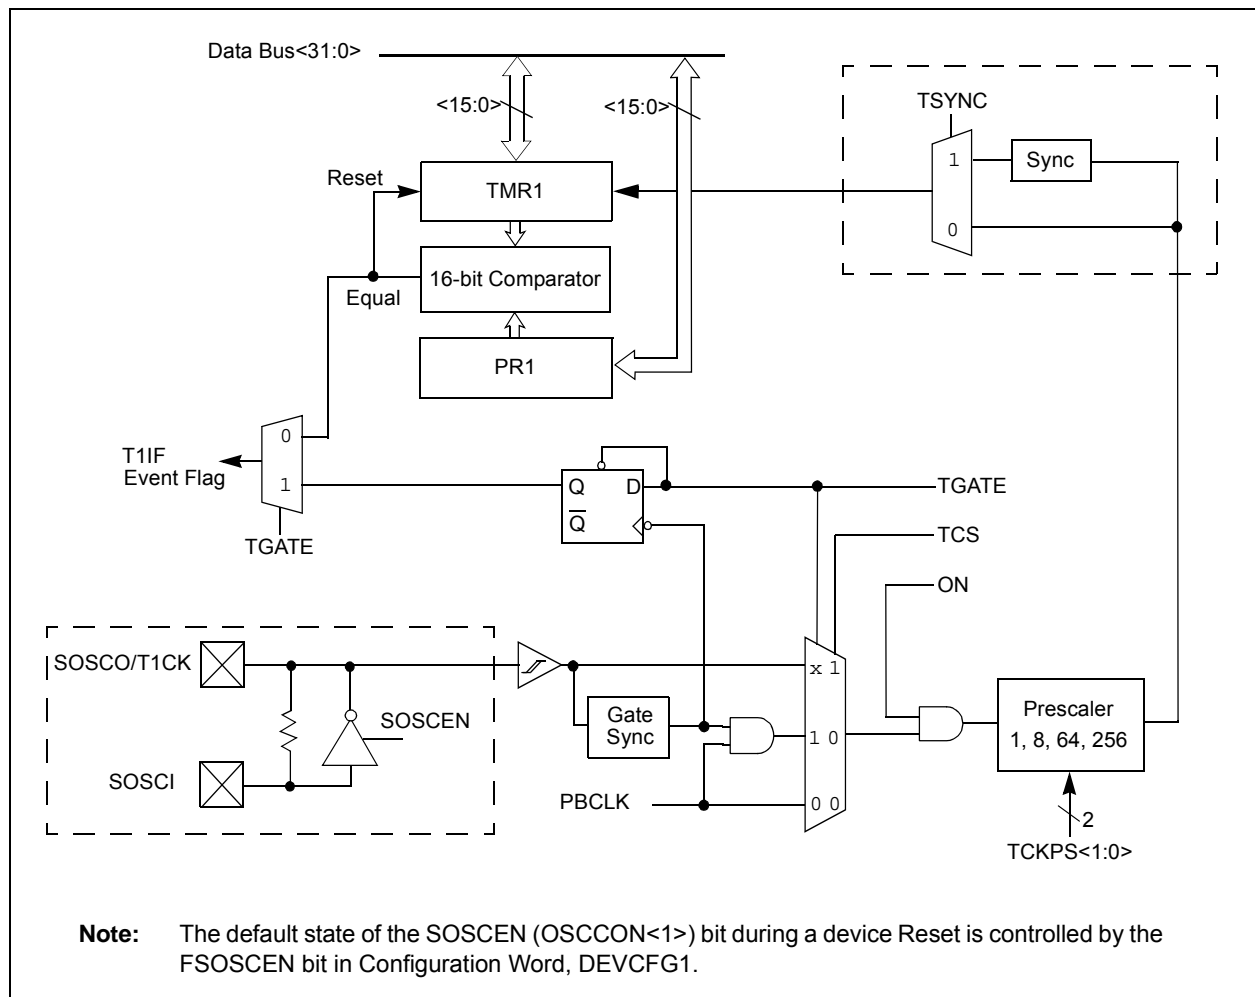 Data Bus<31:0>
<15:0>
<15:0>
TSYNC
1
Sync
0
Reset
TMR1
16-bit Comparator
Equal
PR1
0
1
T1IF
Event Flag
TGATE
Q
D
Q
TGATE
TCS
ON
SOSCO/T1CK
SOSCEN
SOSCI
Gate
Sync
PBCLK
x 1
1 0
0 0
Prescaler
1, 8, 64, 256
2
TCKPS<1:0>
Note: The default state of the SOSCEN (OSCCON<1>) bit during a device Reset is controlled by the
FSOSCEN bit in Configuration Word, DEVCFG1.